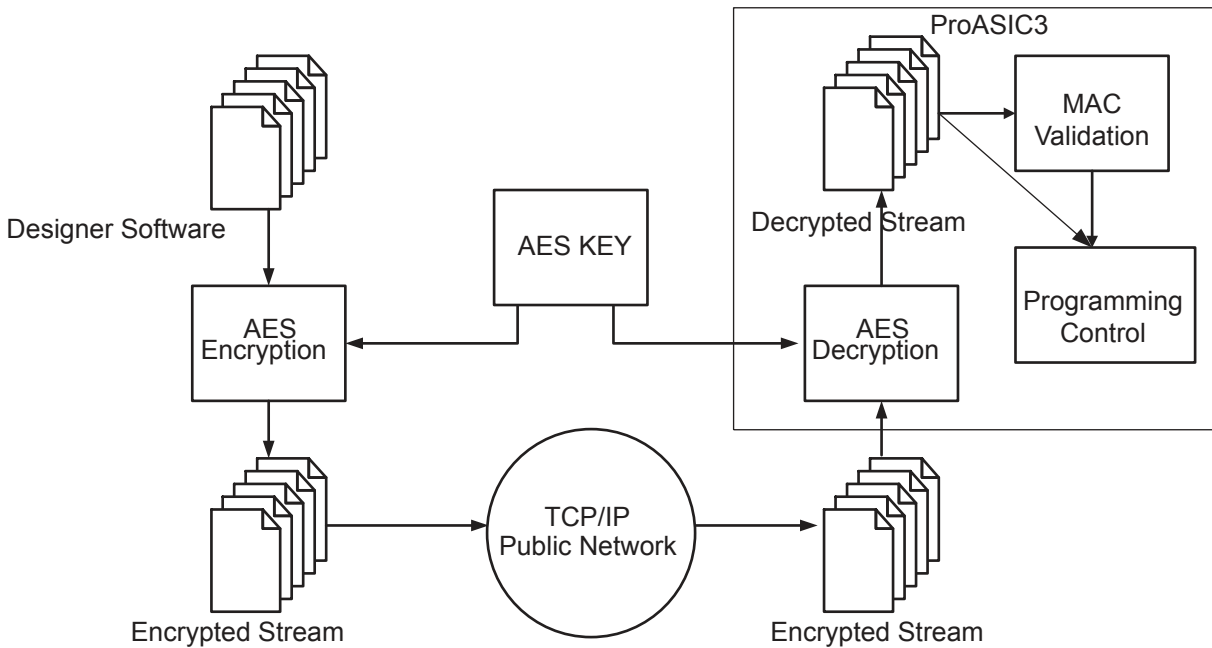 ProASIC3
MAC
Validation
Designer Software
AES KEY
Decrypted Stream
Programming
Control
AES
Encryption
AES
Decryption
TCP/IP
Public Network
Encrypted Stream
Encrypted Stream